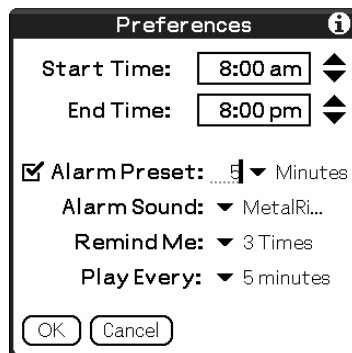 Preferences i
Start Time: 8:00 am
End Time: 8:00 pm
Alarm Preset: 5 Minutes
Alarm Sound: MetalRi...
Remind Me: 3 Times
Play Every: 5 minutes
OK Cancel